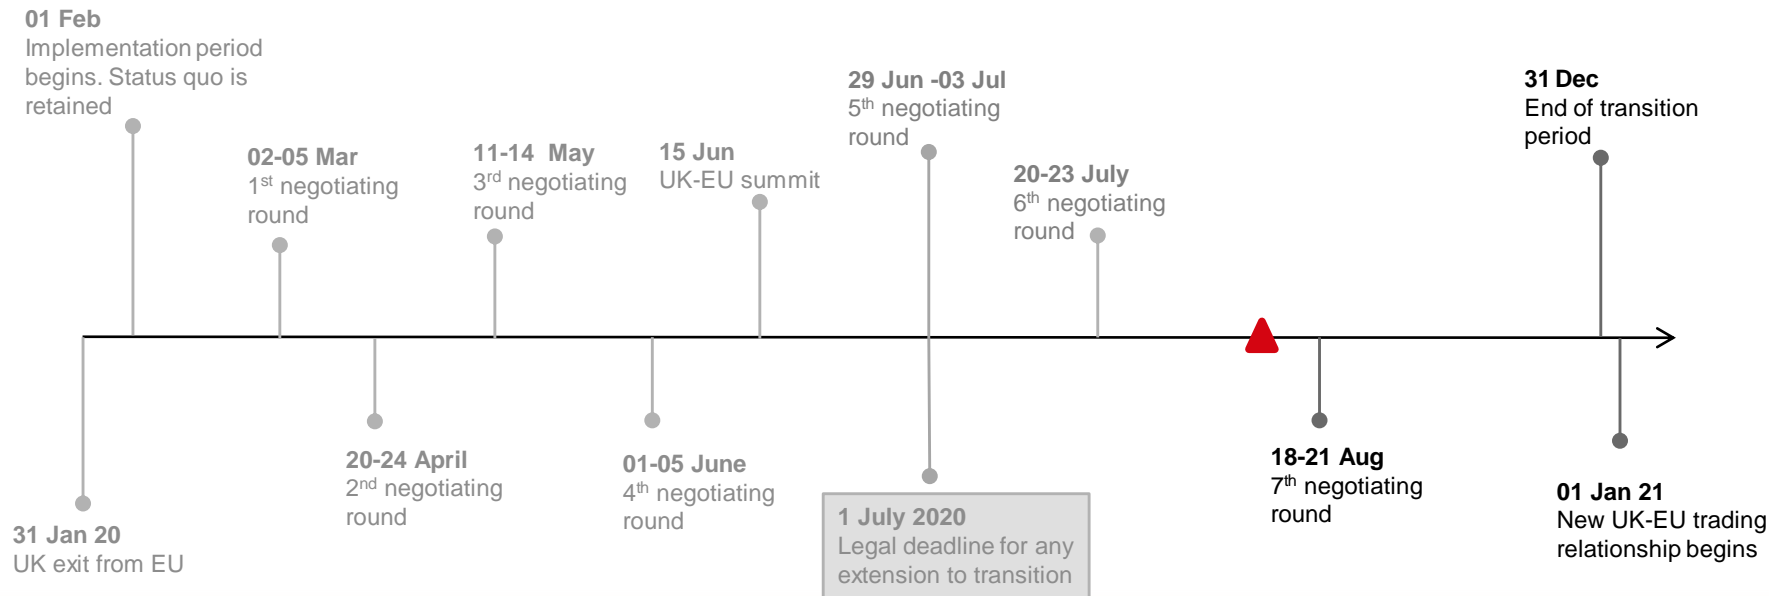 01 Feb
Implementation period
begins. Status quo is
retained
02-05 Mar
1st negotiating
round
11-14 May
3rd negotiating
round
15 Jun
UK-EU summit
29 Jun -03 Jul
5th negotiating
round
20-23 July
6th negotiating
round
31 Dec
End of transition
period
31 Jan 20
UK exit from EU
20-24 April
2nd negotiating
round
01-05 June
4th negotiating
round
1 July 2020
Legal deadline for any
extension to transition
18-21 Aug
7th negotiating
round
01 Jan 21
New UK-EU trading
relationship begins